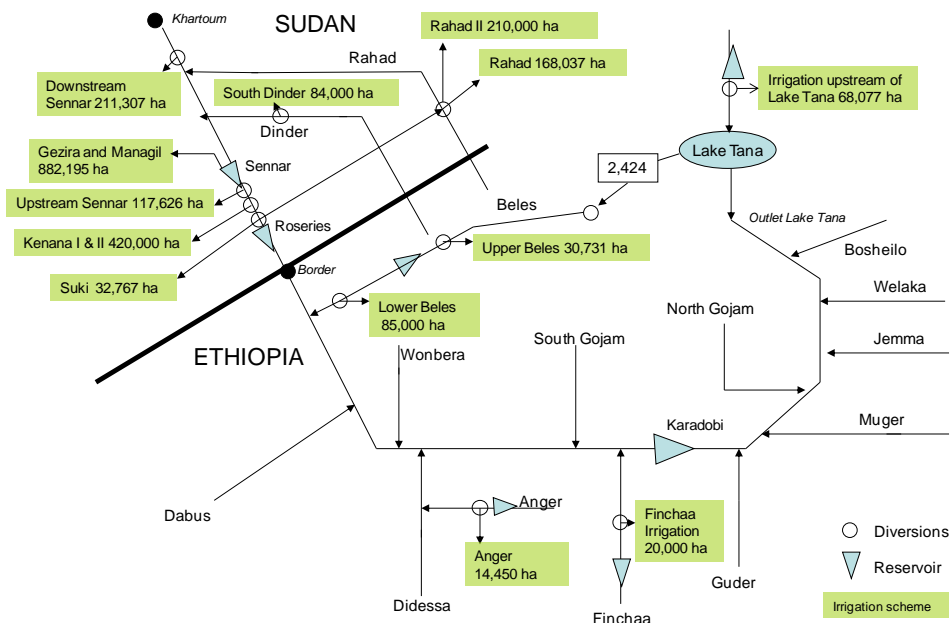 Khartoum
SUDAN
Rahad II 210,000 ha
Rahad
Rahad 168,037 ha
Downstream
Sennar 211,307 ha
South Dinder 84,000 ha
Irrigation upstream of
Lake Tana 68,077 ha
Dinder
Gezira and Managil
882,195 ha
Sennar
Lake Tana
2,424
Upstream Sennar 117,626 ha
Beles
Roseries
Outlet Lake Tana
Kenana I & II 420,000 ha
Upper Beles 30,731 ha
Bosheilo
Border
Suki 32,767 ha
Welaka
Lower Beles
85,000 ha
North Gojam
ETHIOPIA
Wonbera
South Gojam
Jemma
Karadobi
Muger
Dabus
Anger
Finchaa
Irrigation
20,000 ha
Diversions
Anger
14,450 ha
Reservoir
Guder
Didessa
Finchaa
Irrigation scheme